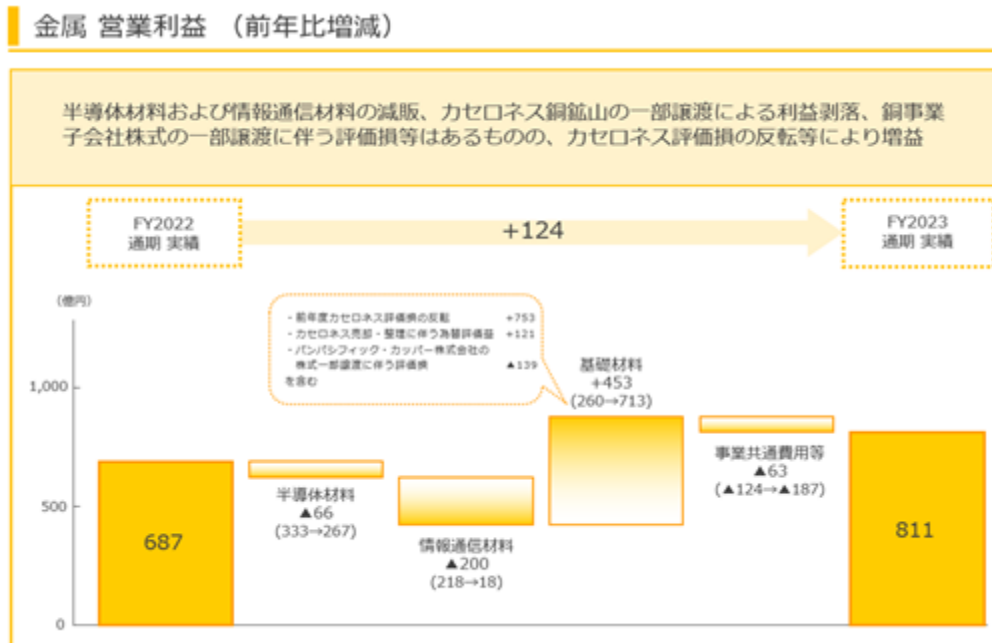 金属 営業利益 （前年比増減）
半導体材料および情報通信材料の減販、カセロネス銅鉱山の一部譲渡による利益剥落、銅事業
子会社株式の一部譲渡に伴う評価損等はあるものの、カセロネス評価損の反転等により増益
FY2022
通期 実績
+124
FY2023
通期 実績
（億円）
・前年度カセロネス評価損の反転 +753
・カセロネス売却・整理に伴う為替評価益 +121
・パンパシフィック・カッパー株式会社の
株式一部譲渡に伴う評価損 ▲139
を含む
基礎材料
+453
(260→713)
1,000
事業共通費用等
▲63
(▲124→▲187)
半導体材料
▲66
(333→267)
500
687
811
情報通信材料
▲200
(218→18)
0